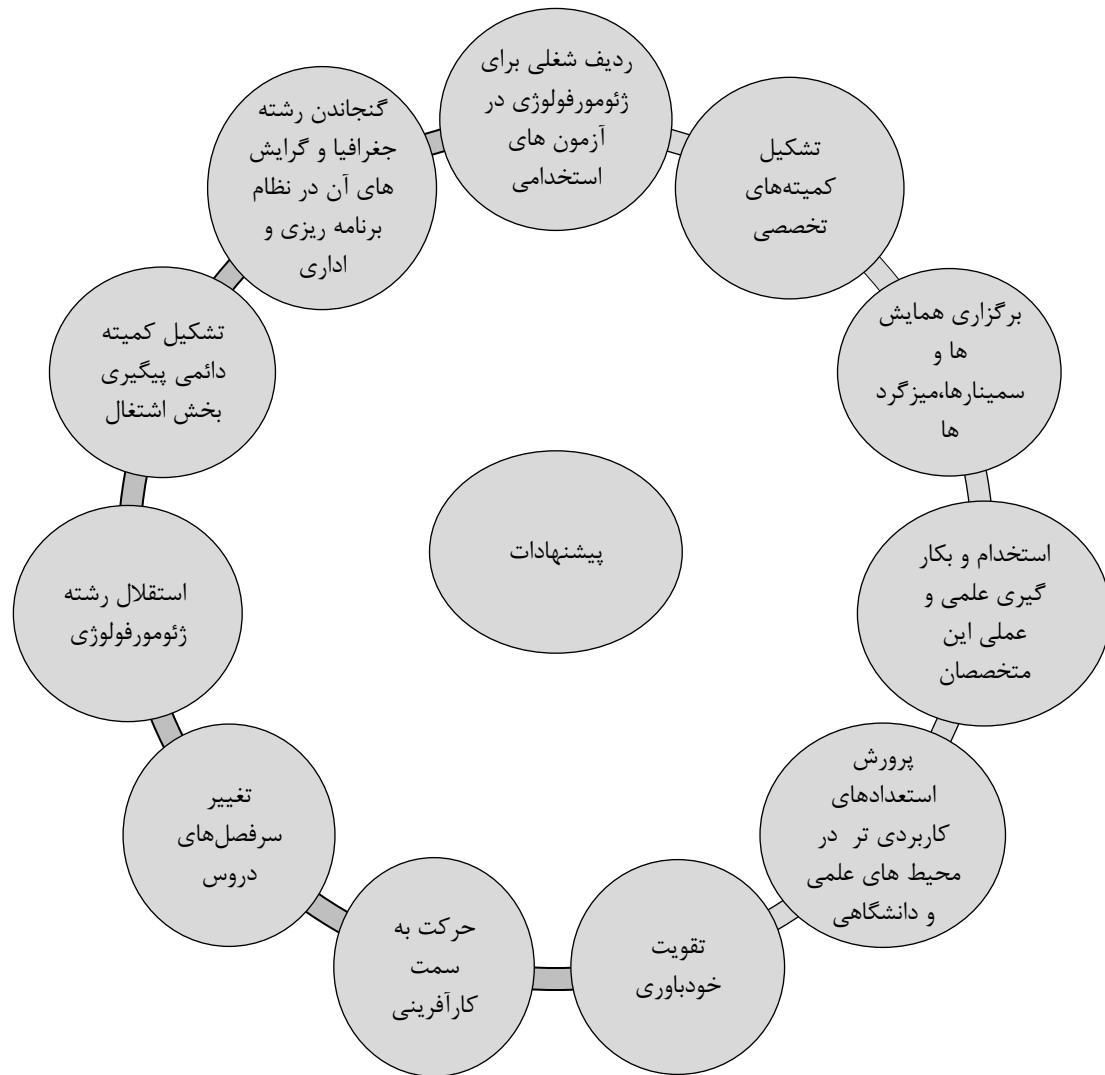 ردیف شغلی برای
ژئومورفولوژی در
آزمون های
استخدامی
تشکیل
کمیته‌های
تخصصی
برگزاری همایش
ها و
سمینارها،میزگرد
ها
استخدام و بکار
گیری علمی و
عملی این
متخصصان
پرورش
استعدادهای
کاربردی تر در
محیط های علمی
و دانشگاهی
تقویت
خودباوری
حرکت به
سمت
کارآفرینی
تغییر
سرفصل‌های
دروس
استقلال رشته
ژئومورفولوژی
تشکیل کمیته
دائمی پیگیری
بخش اشتغال
گنجاندن رشته
جغرافیا و گرایش
های آن در نظام
برنامه ریزی و
اداری
پیشنهادات